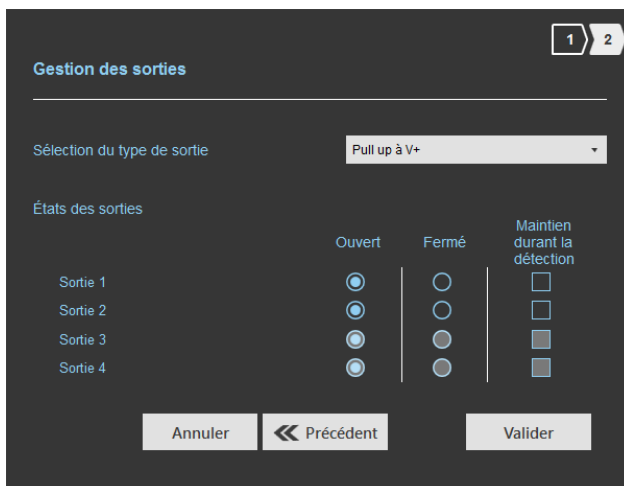 1 2
Gestion des sorties
Sélection du type de sortie Pull up à V+
États des sorties
Ouvert Fermé Maintien durant la détection
Sortie 1
Sortie 2
Sortie 3
Sortie 4
Annuler Précédent Valider